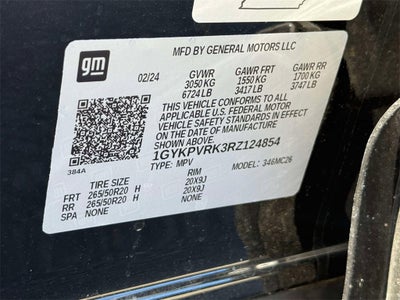 gm
MFD BY GENERAL MOTORS LLC
02/24 GVWR GAWR FRT GAWR RR
3050 KG 1550 KG 1700 KG
6724 LB 3417 LB 3747 LB
THIS VEHICLE CONFORMS TO ALL
APPLICABLE U.S. FEDERAL MOTOR
VEHICLE SAFETY AND THEFT
PREVENTION STANDARDS IN EFFECT
ON THE DATE OF MANUFACTURE
SHOWN ABOVE.
1GYKPVRK3RZ124854
384A TYPE: MPV MODEL: 346MC26
TIRE SIZE RIM
FRT 265/50R20 H 20X9J
RR 265/50R20 H 20X9J
SPA NONE NONE